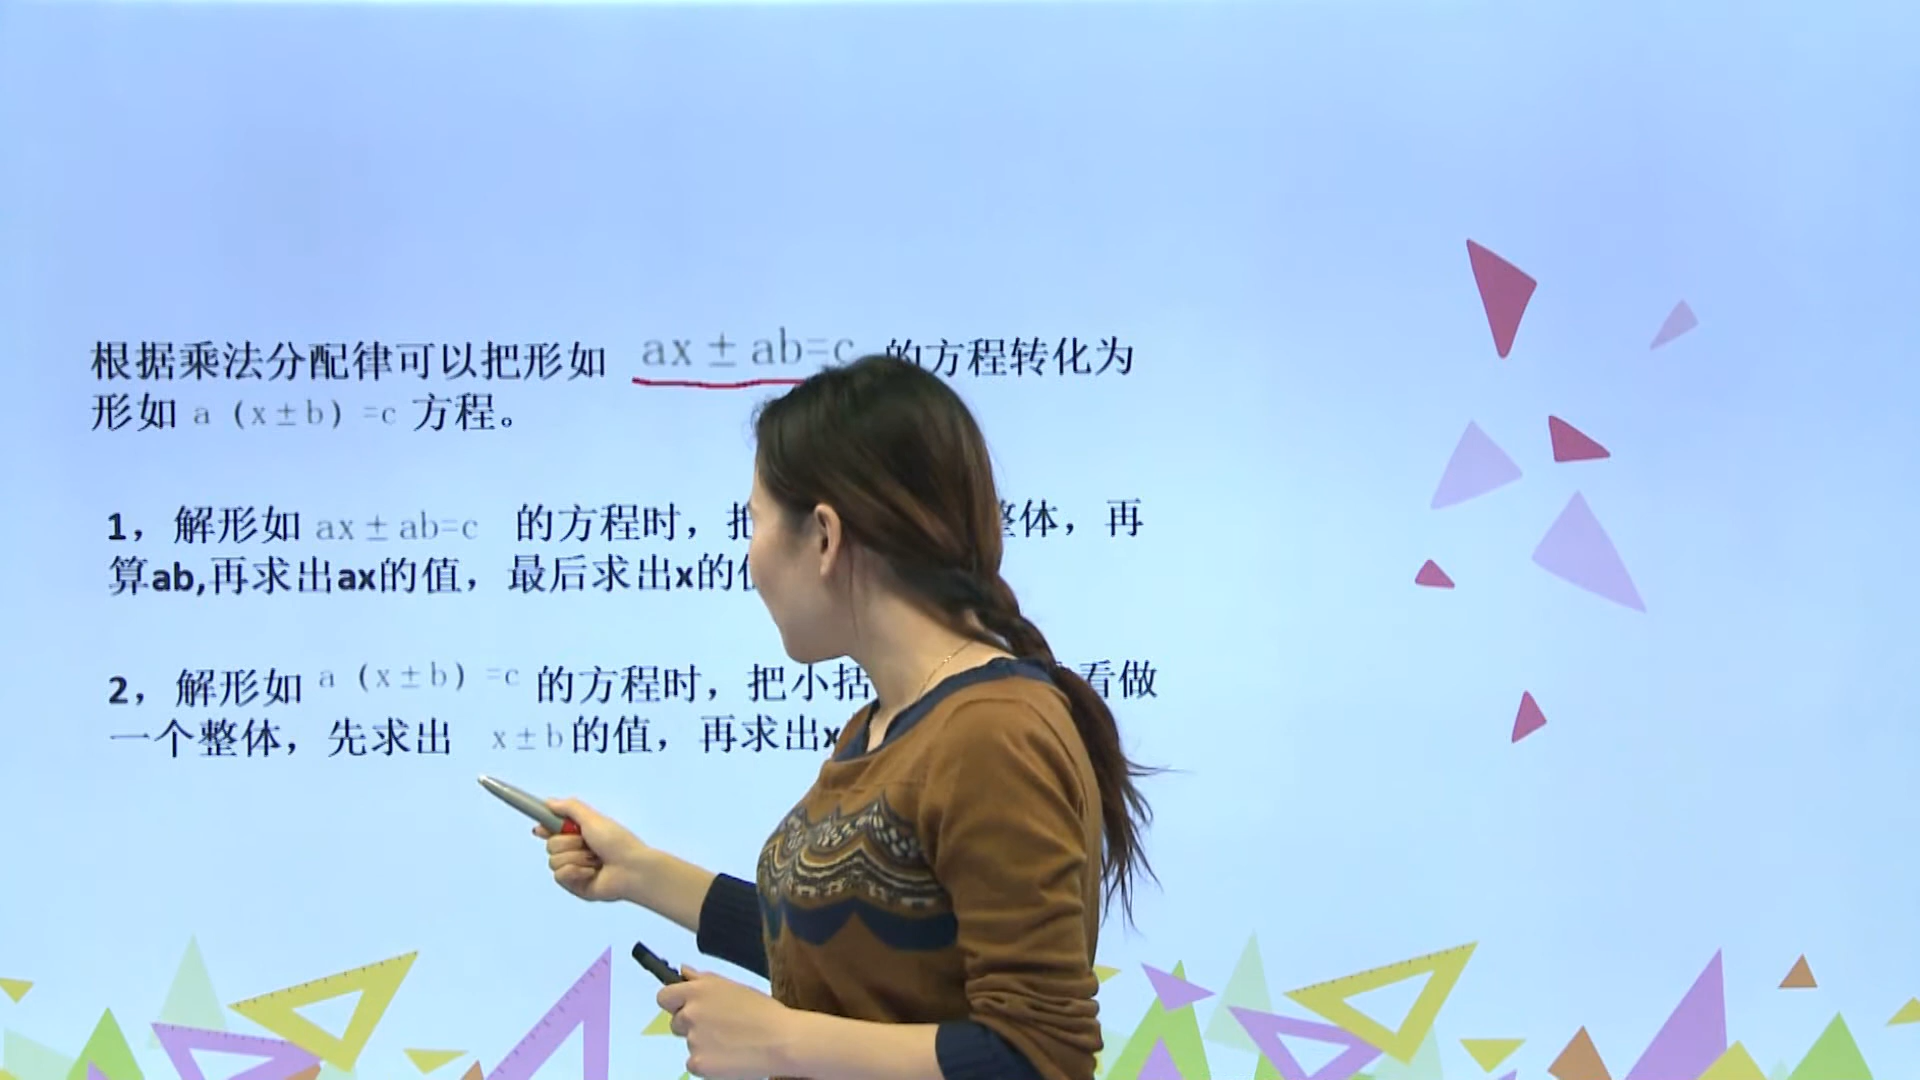 根据乘法分配律可以把形如 ax±ab=c 的方程转化为
形如 a (x±b) =c 方程。
1，解形如 ax±ab=c 的方程时，把 整体，再
算ab,再求出ax的值，最后求出x的
2，解形如 a (x±b) =c 的方程时，把小括 看做
一个整体，先求出 x±b的值，再求出x